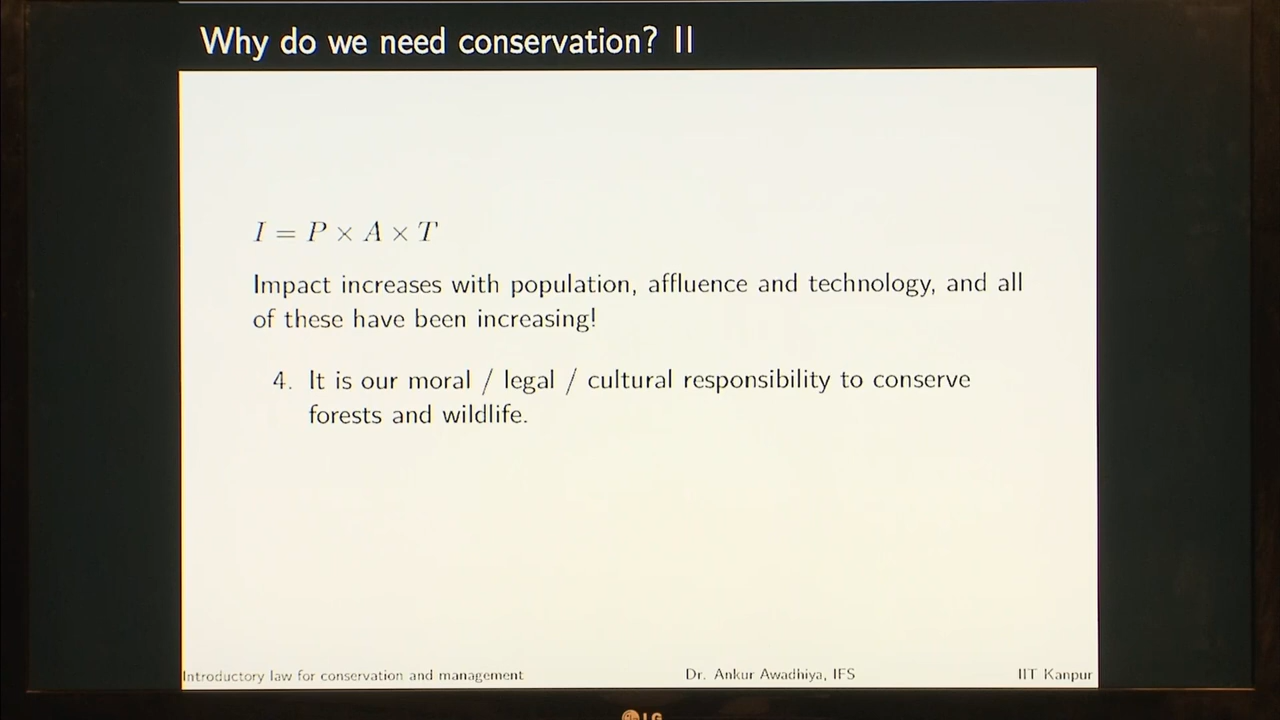 Why do we need conservation? II
I = P × A × T
Impact increases with population, affluence and technology, and all
of these have been increasing!
4. It is our moral / legal / cultural responsibility to conserve
forests and wildlife.
Introductory law for conservation and management Dr. Ankur Awadhiya, IFS IIT Kanpur
LG